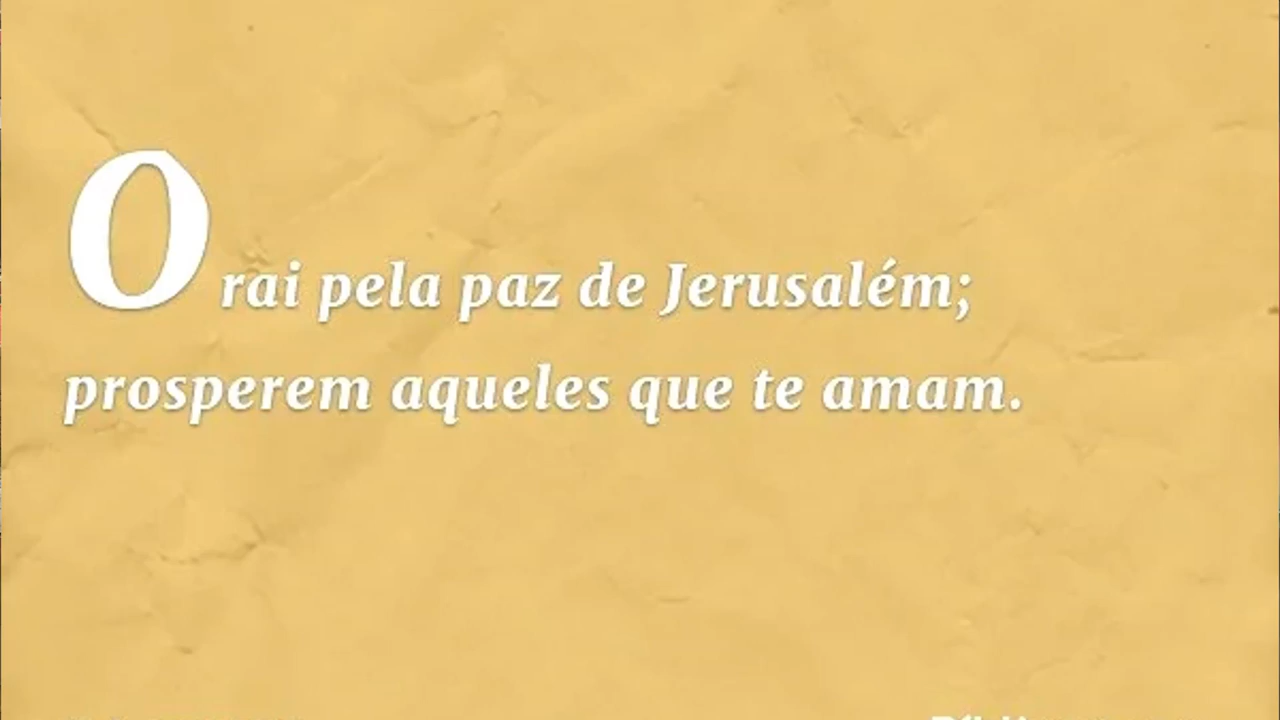 Orai pela paz de Jerusalém;
prosperem aqueles que te amam.